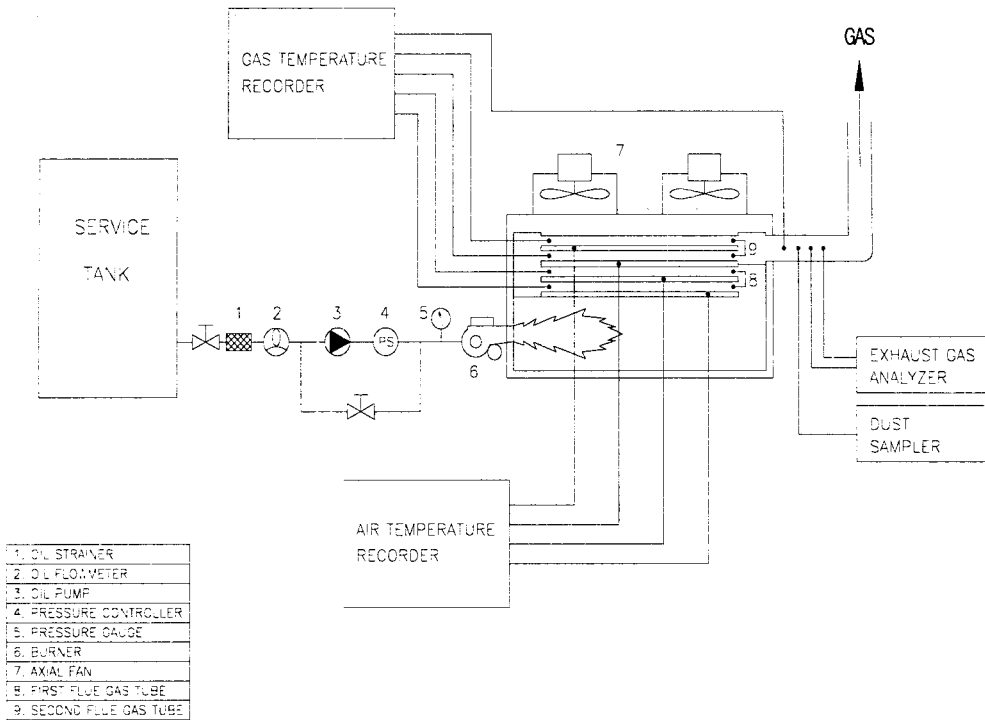 GAS TEMPERATURE
RECORDER
GAS
SERVICE
TANK
7
9
8
1
2
3
4
5
PS
6
EXHAUST GAS
ANALYZER
DUST
SAMPLER
AIR TEMPERATURE
RECORDER
1. OIL STRAINER
2. OIL FLOWMETER
3. OIL PUMP
4. PRESSURE CONTROLLER
5. PRESSURE GAUGE
6. BURNER
7. AXIAL FAN
8. FIRST FLUE GAS TUBE
9. SECOND FLUE GAS TUBE